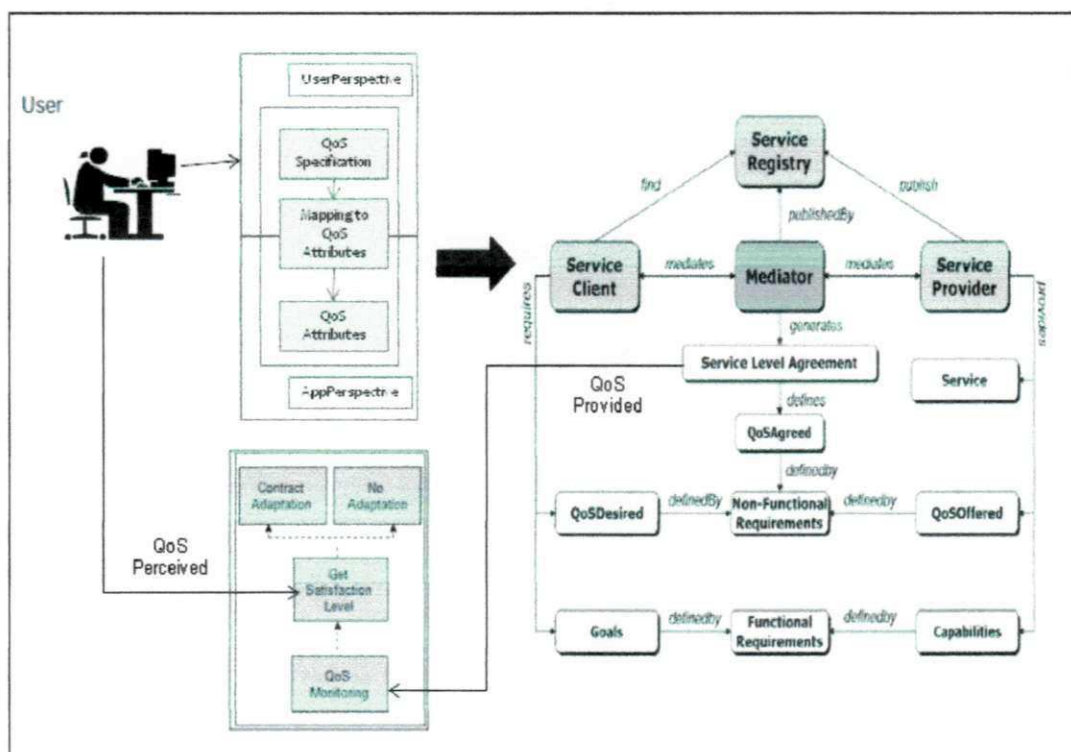 User
UserPerspective
QoS
Specification
Mapping to
QoS
Attributes
QoS
Attributes
AppPerspective
Service
Registry
find
publish
publishedBy
Service
Client
mediates
Mediator
mediates
Service
Provider
requires
provides
generates
Service Level Agreement
Service
QoS
Provided
defines
QoSAgreed
definedby
QoSDesired
definedBy
Non-Functional
Requirements
definedby
QoSOffered
Goals
definedby
Functional
Requirements
definedby
Capabilities
Contract
Adaptation
No
Adaptation
QoS
Perceived
Get
Satisfaction
Level
QoS
Monitoring